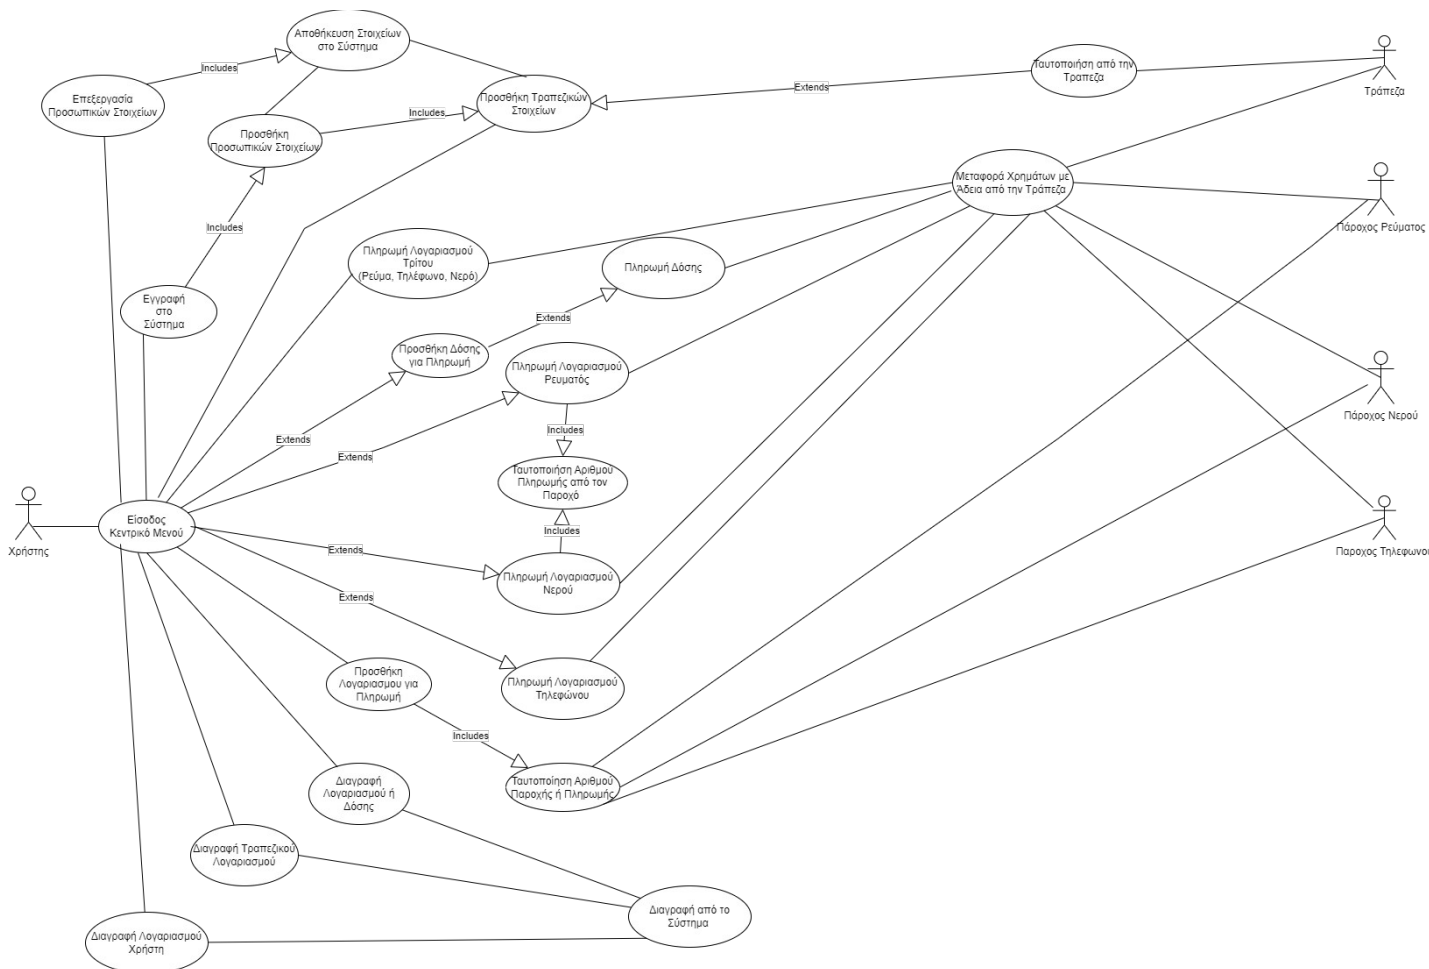 Αποθήκευση Στοιχείων
στο Σύστημα
Includes
Επεξεργασία
Προσωπικών Στοιχείων
Προσθήκη Τραπεζικών
Στοιχείων
Extends
Ταυτοποιήση από την
Τραπεζα
Τράπεζα
Includes
Προσθήκη
Προσωπικών Στοιχείων
Μεταφορά Χρημάτων με
Άδεια από την Τράπεζα
Πάροχος Ρεύματος
Includes
Πληρωμή Λογαριασμού
Τρίτου
(Ρεύμα, Τηλέφωνο, Νερό)
Πληρωμή Δόσης
Εγγραφή
στο
Σύστημα
Extends
Προσθήκη Δόσης
για Πληρωμή
Πληρωμή Λογαριασμού
Ρευματός
Πάροχος Νερού
Extends
Includes
Extends
Ταυτοποιήση Αριθμού
Πληρωμής από τον
Παροχό
Χρήστης
Είσοδος
Κεντρικό Μενού
Includes
Παροχος Τηλεφωνου
Extends
Πληρωμή Λογαριασμού
Νερού
Extends
Προσθήκη
Λογαριασμου για
Πληρωμή
Πληρωμή Λογαριασμού
Τηλεφώνου
Includes
Διαγραφή
Λογαριασμού ή
Δόσης
Ταυτοποίηση Αριθμού
Παροχής ή Πληρωμής
Διαγραφή Τραπεζικού
Λογαριασμού
Διαγραφή από το
Σύστημα
Διαγραφή Λογαριασμού
Χρήστη